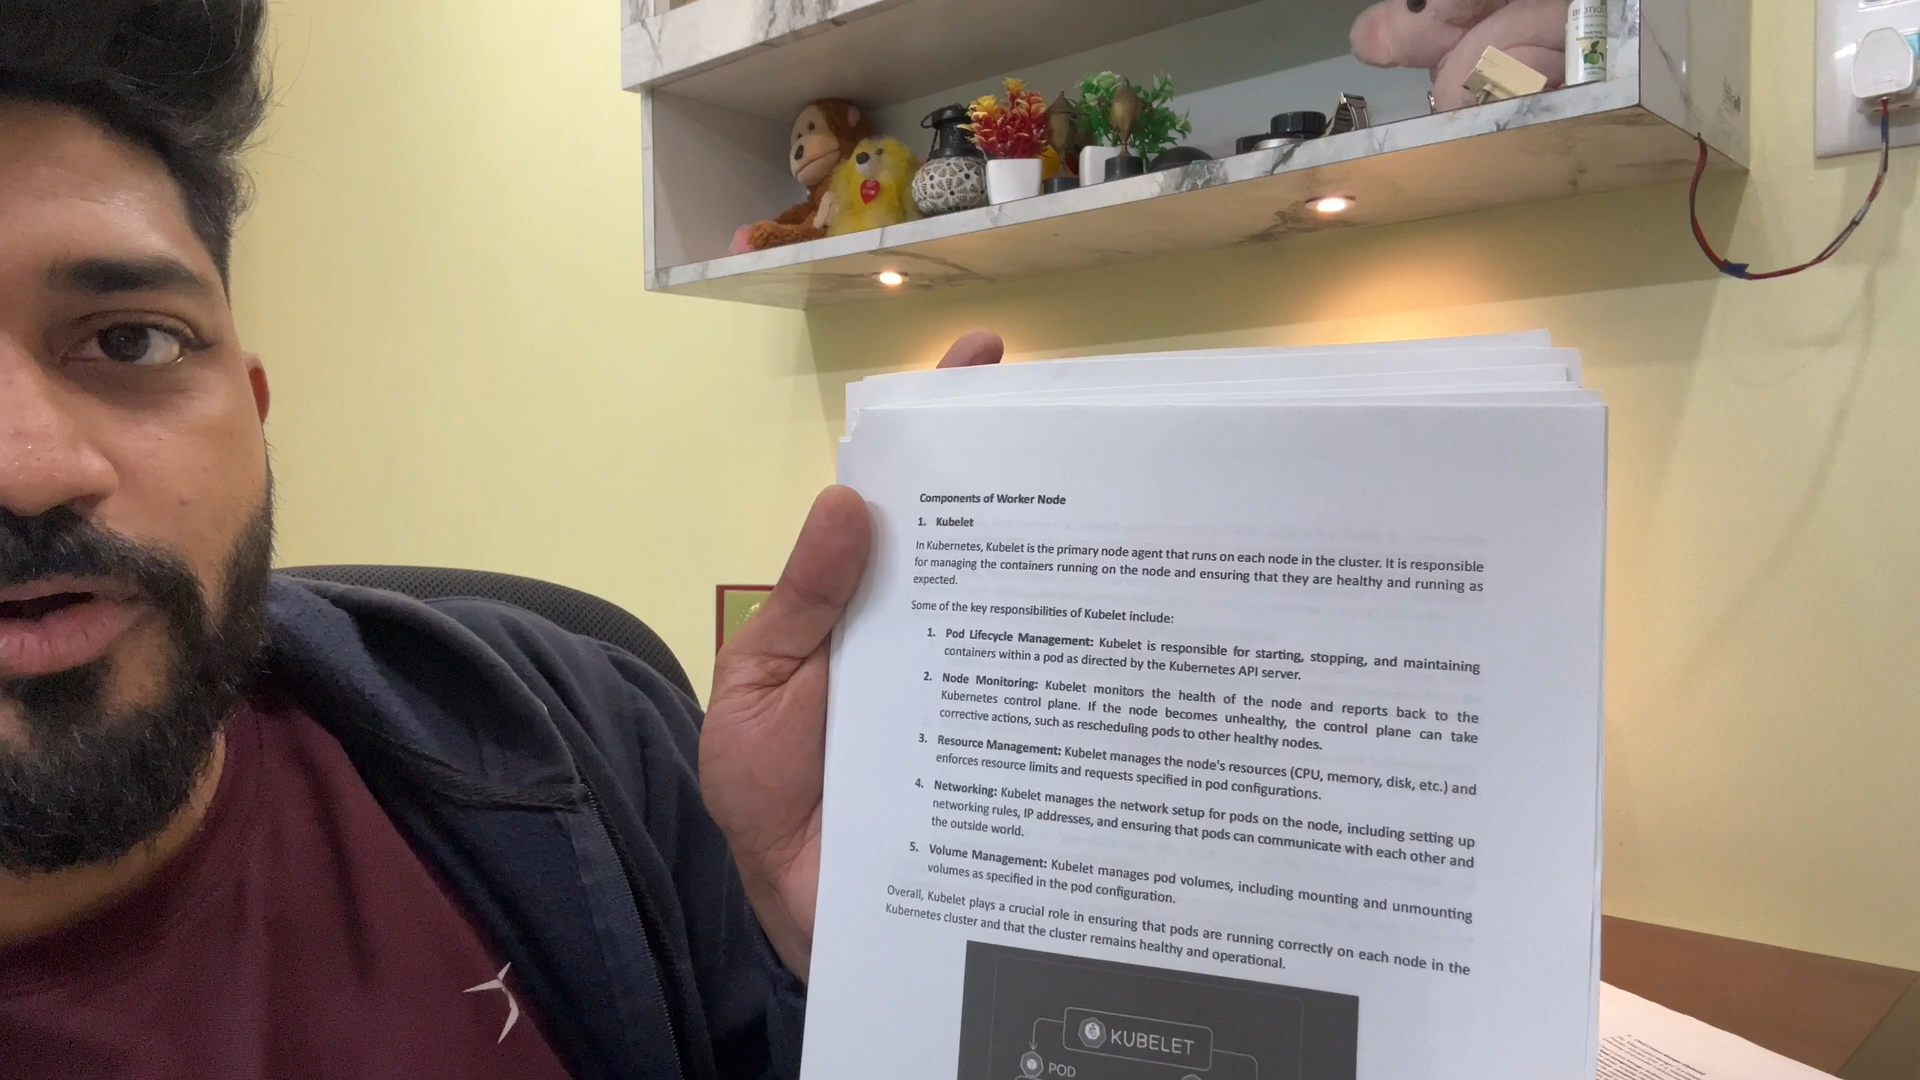 Components of Worker Node
1. Kubelet
In Kubernetes, Kubelet is the primary node agent that runs on each node in the cluster. It is responsible
for managing the containers running on the node and ensuring that they are healthy and running as
expected.
Some of the key responsibilities of Kubelet include:
1. Pod Lifecycle Management: Kubelet is responsible for starting, stopping, and maintaining
containers within a pod as directed by the Kubernetes API server.
2. Node Monitoring: Kubelet monitors the health of the node and reports back to the
Kubernetes control plane. If the node becomes unhealthy, the control plane can take
corrective actions, such as rescheduling pods to other healthy nodes.
3. Resource Management: Kubelet manages the node's resources (CPU, memory, disk, etc.) and
enforces resource limits and requests specified in pod configurations.
4. Networking: Kubelet manages the network setup for pods on the node, including setting up
networking rules, IP addresses, and ensuring that pods can communicate with each other and
the outside world.
5. Volume Management: Kubelet manages pod volumes, including mounting and unmounting
volumes as specified in the pod configuration.
Overall, Kubelet plays a crucial role in ensuring that pods are running correctly on each node in the
Kubernetes cluster and that the cluster remains healthy and operational.
KUBELET
POD